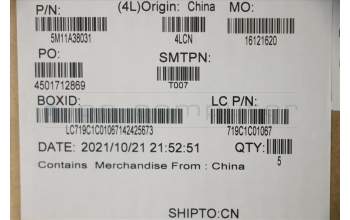 P/N: (4L)Origin: China MO:
5M11A38031 4LCN 16121620
PO: SMTPN:
4501712869 T007
BOXID: LC P/N:
LC719C1C01067142425673 719C1C01067
DATE: 2021/10/21 21:52:51 QTY:
5
Contains Merchandise From : China
SHIPTO:CN